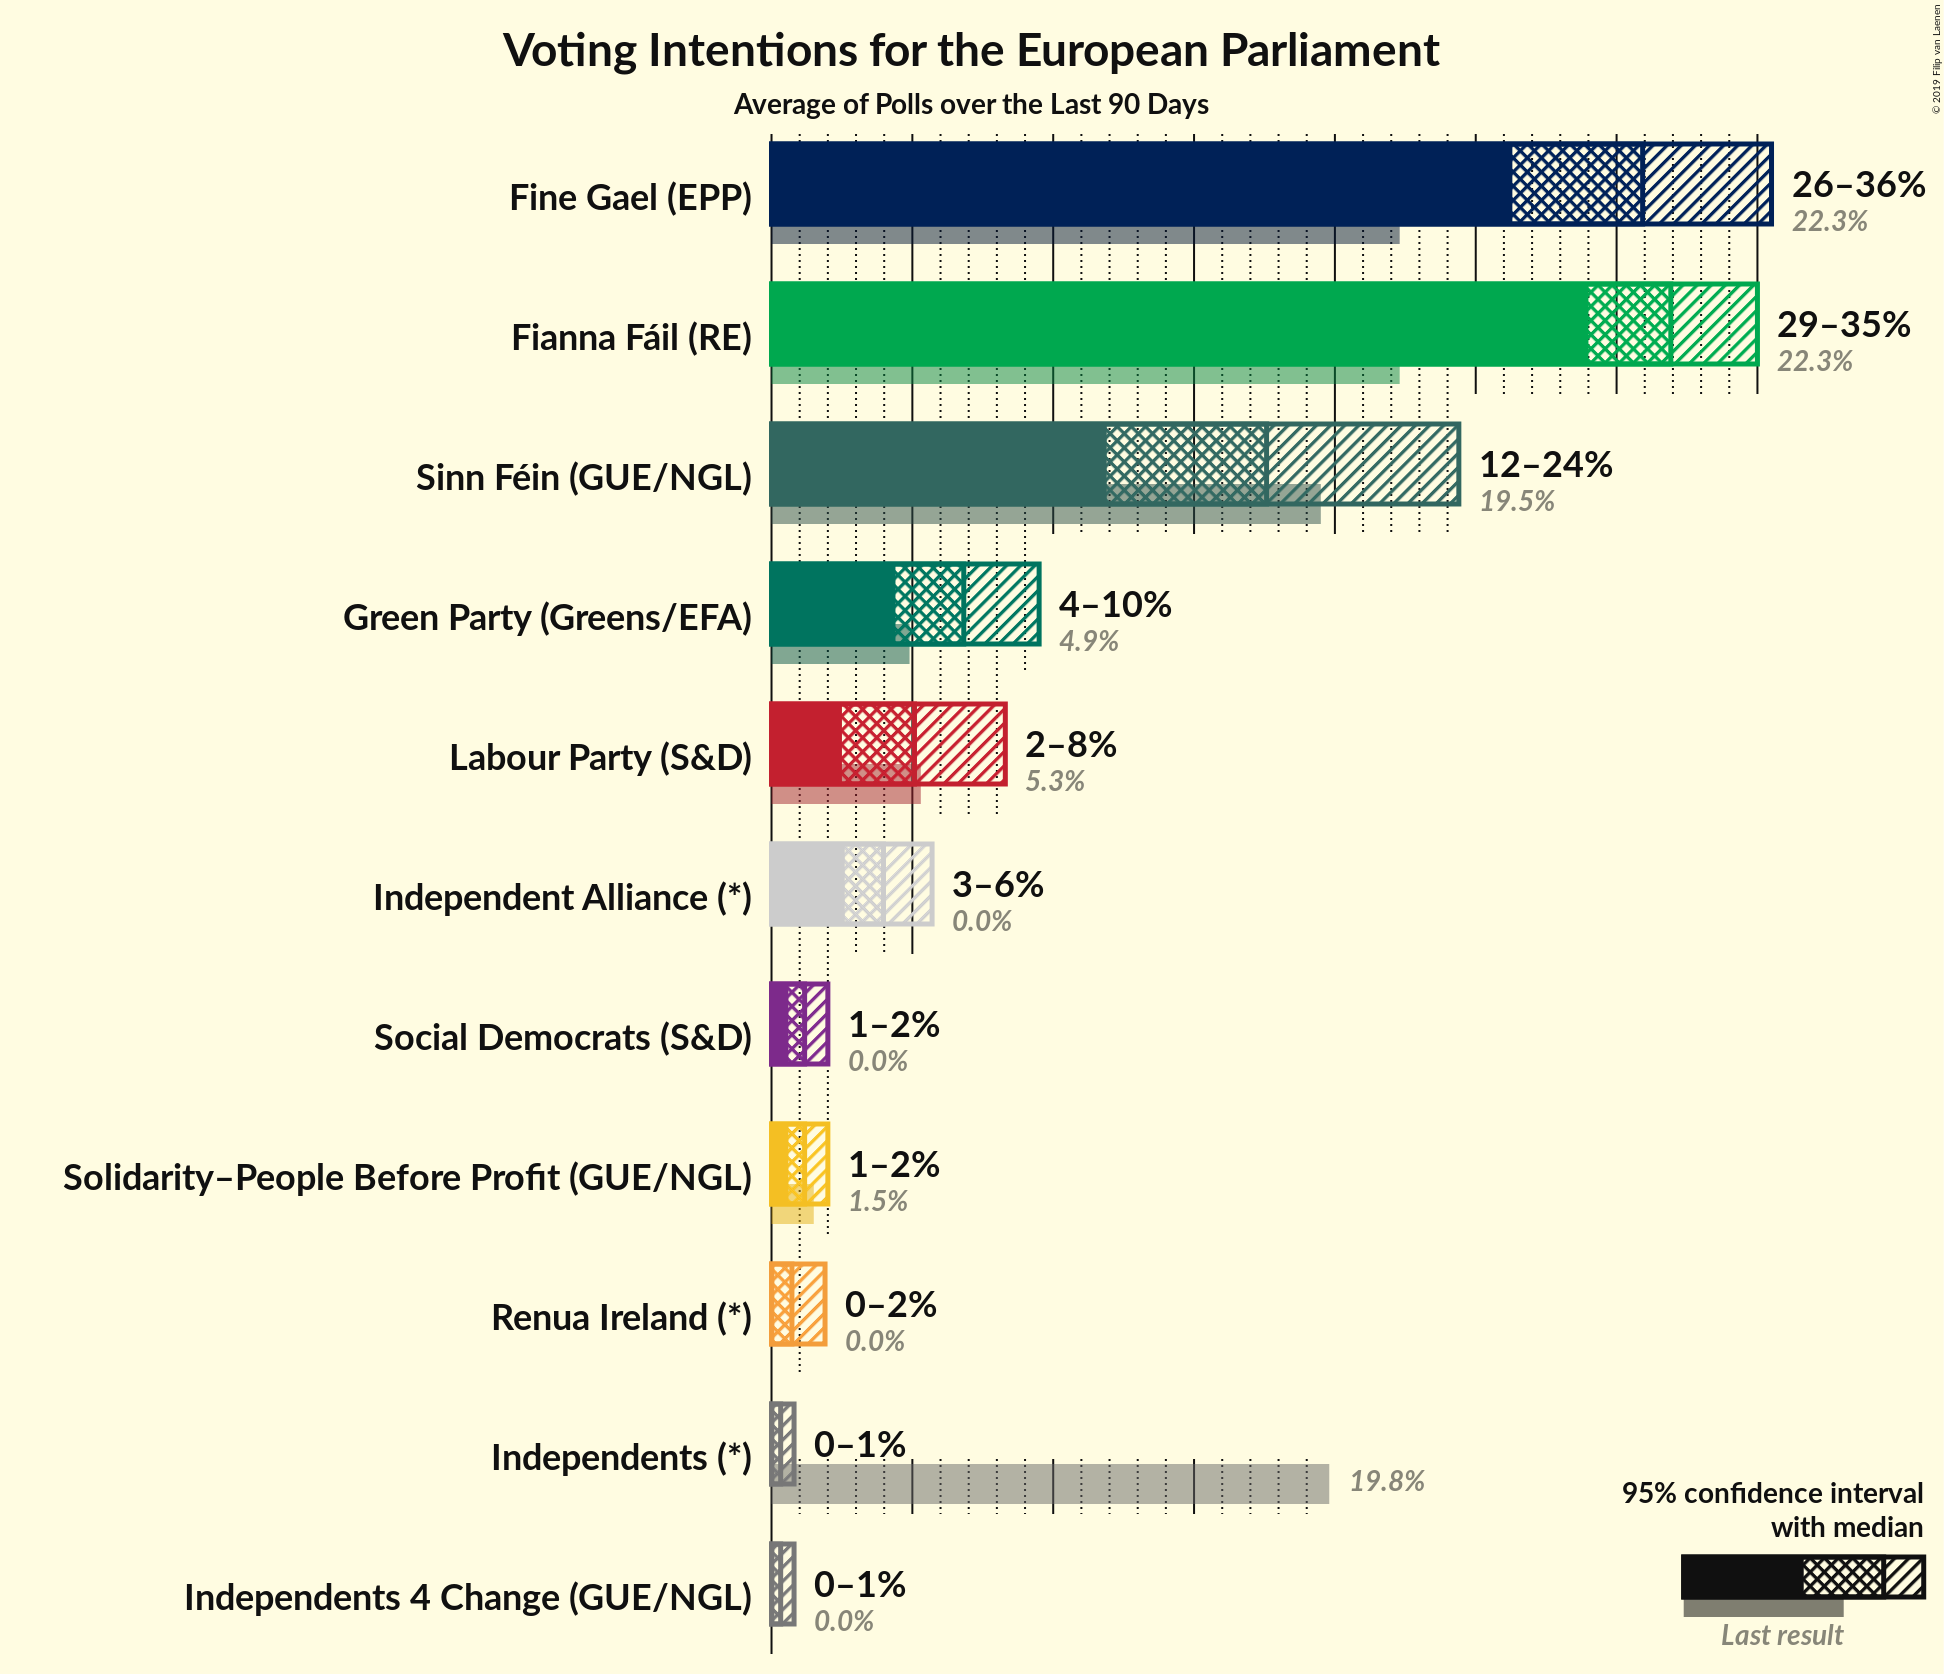 Voting Intentions for the European Parliament
Average of Polls over the Last 90 Days
© 2019 Filip van Laenen
Fine Gael (EPP)
26–36%
22.3%
Fianna Fáil (RE)
29–35%
22.3%
Sinn Féin (GUE/NGL)
12–24%
19.5%
Green Party (Greens/EFA)
4–10%
4.9%
Labour Party (S&D)
2–8%
5.3%
Independent Alliance (*)
3–6%
0.0%
Social Democrats (S&D)
1–2%
0.0%
Solidarity–People Before Profit (GUE/NGL)
1–2%
1.5%
Renua Ireland (*)
0–2%
0.0%
Independents (*)
0–1%
19.8%
Independents 4 Change (GUE/NGL)
0–1%
0.0%
95% confidence interval
with median
Last result